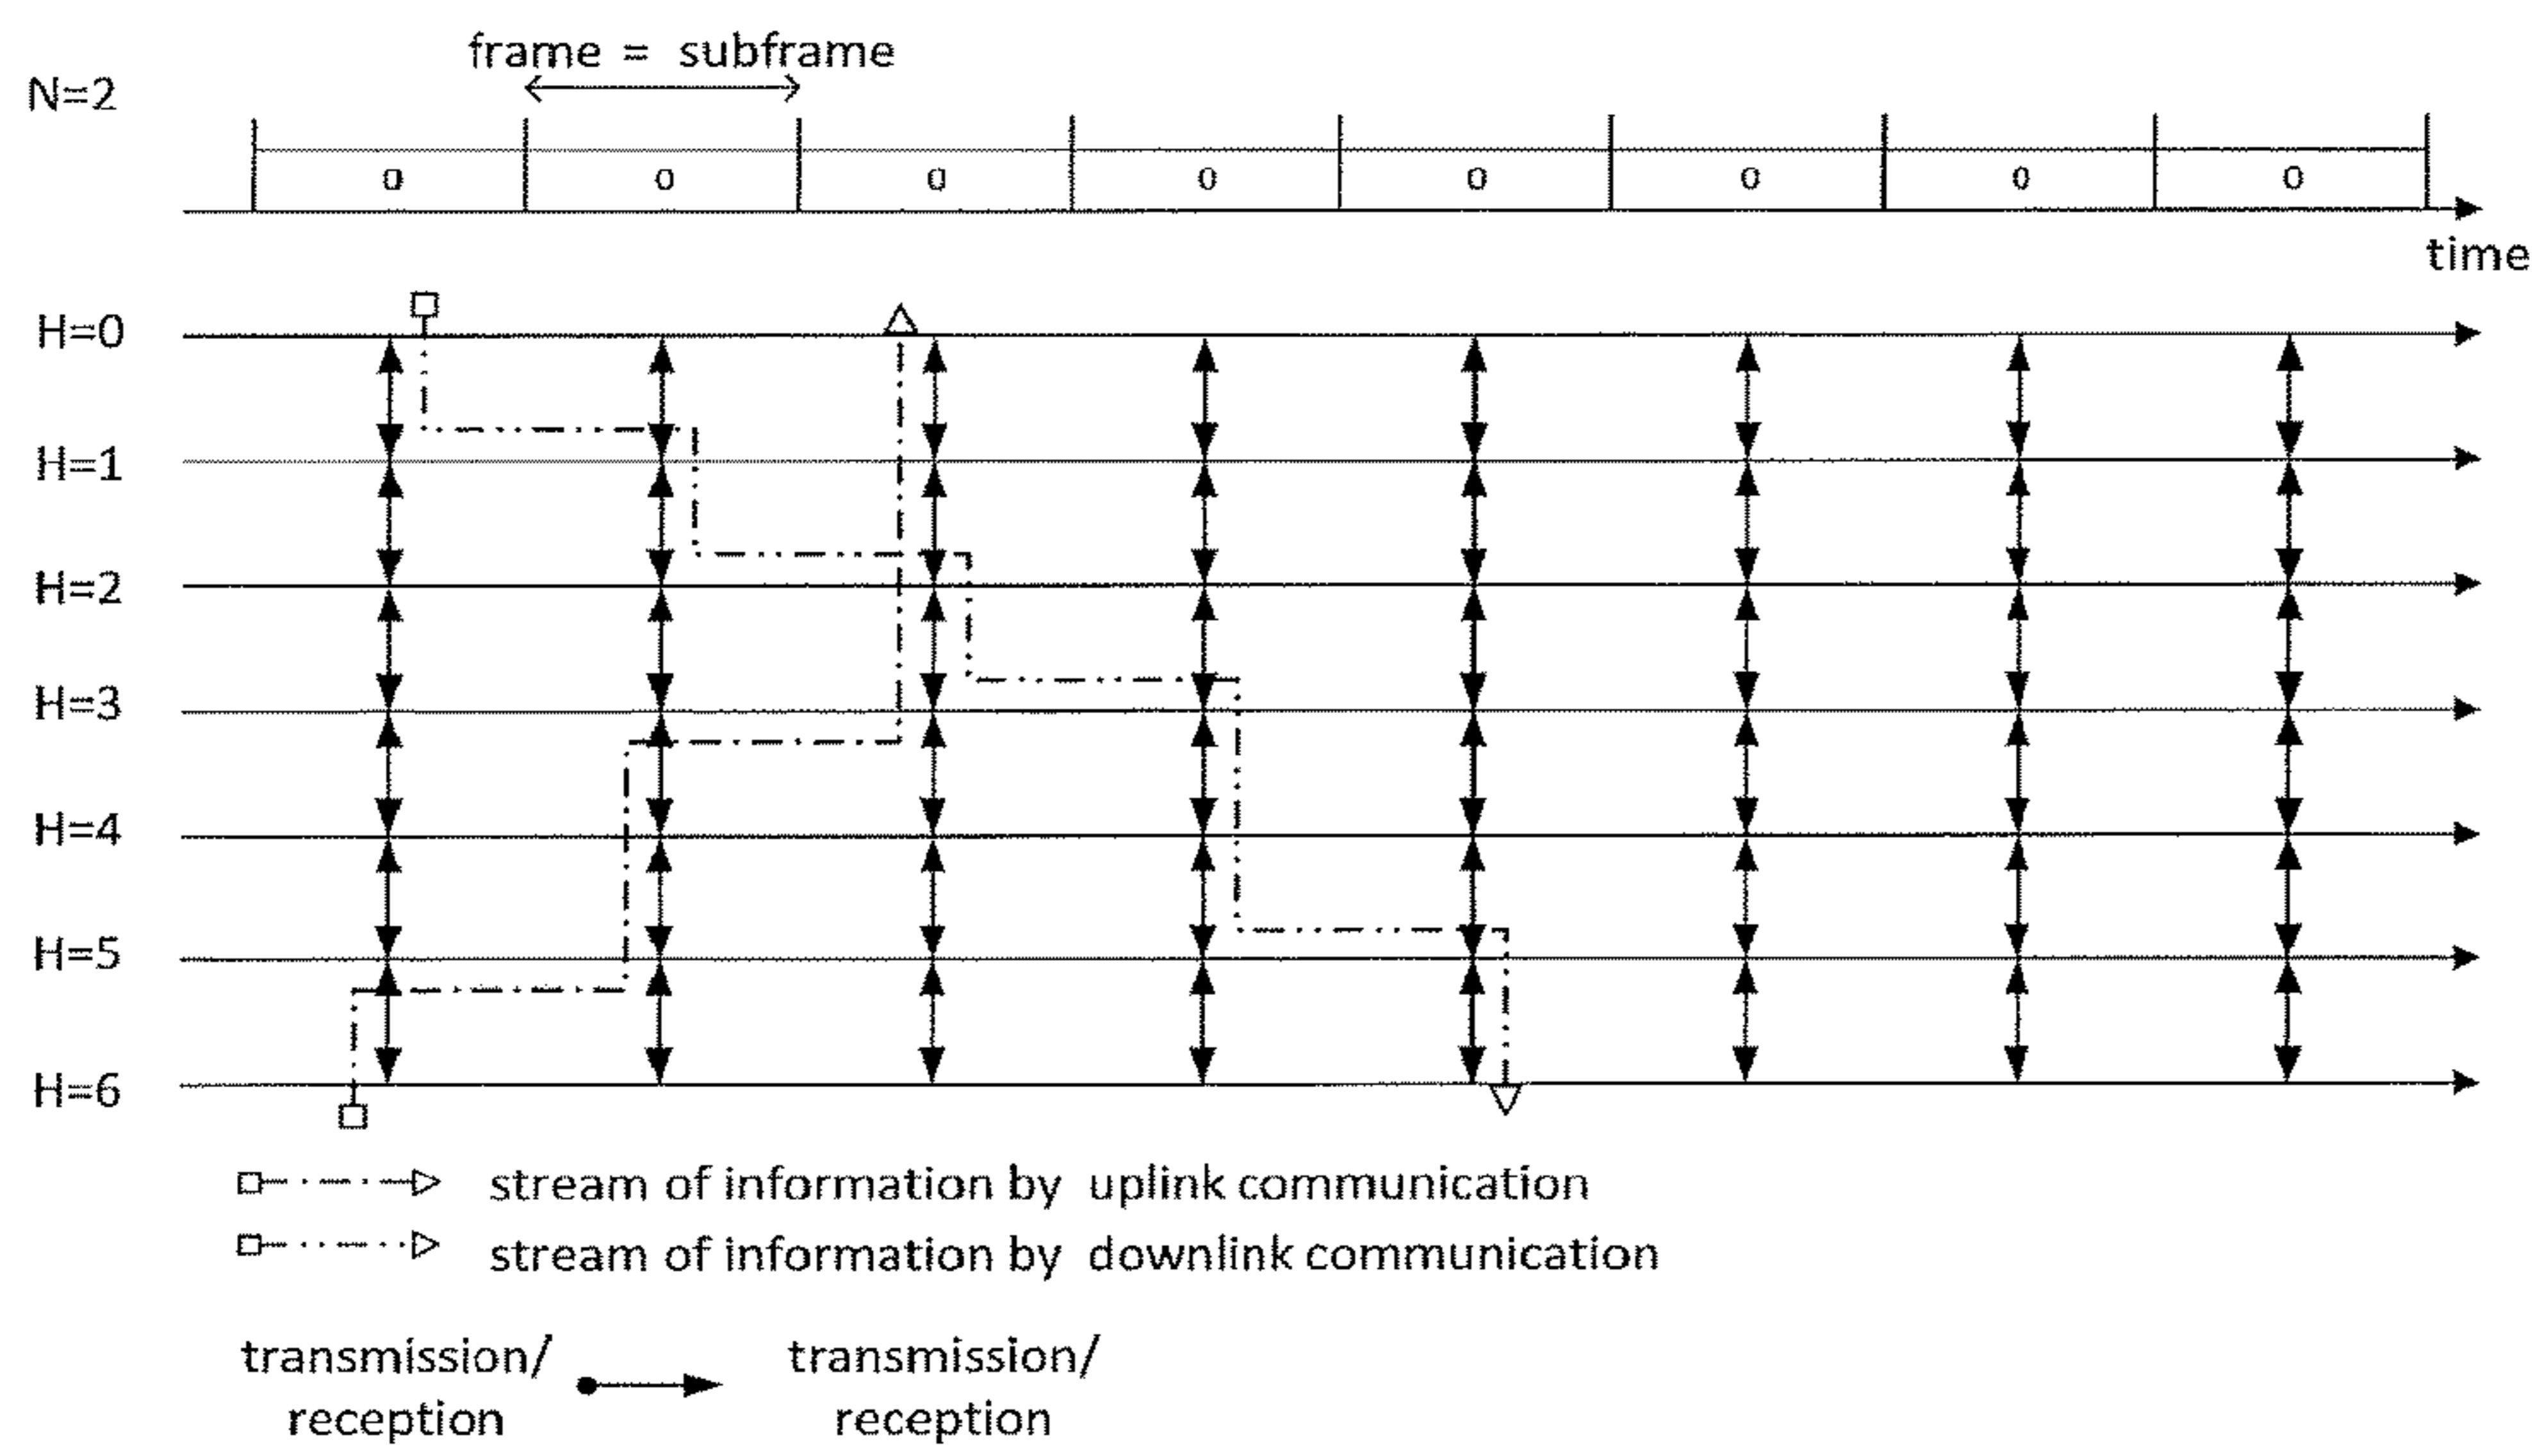 frame = subframe
N=2
0 0 0 0 0 0 0 0
time
H=0
H=1
H=2
H=3
H=4
H=5
H=6
stream of information by uplink communication
stream of information by downlink communication
transmission/ transmission/
reception reception